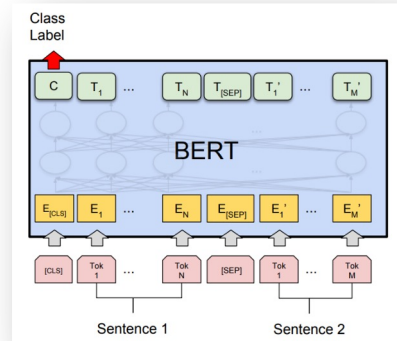 Class
Label
C T1 ... TN T[SEP] T1' ... TM'
...
BERT
...
E[CLS] E1 ... EN E[SEP] E1' ... EM'
[CLS] Tok 1 ... Tok N [SEP] Tok 1 ... Tok M
Sentence 1 Sentence 2